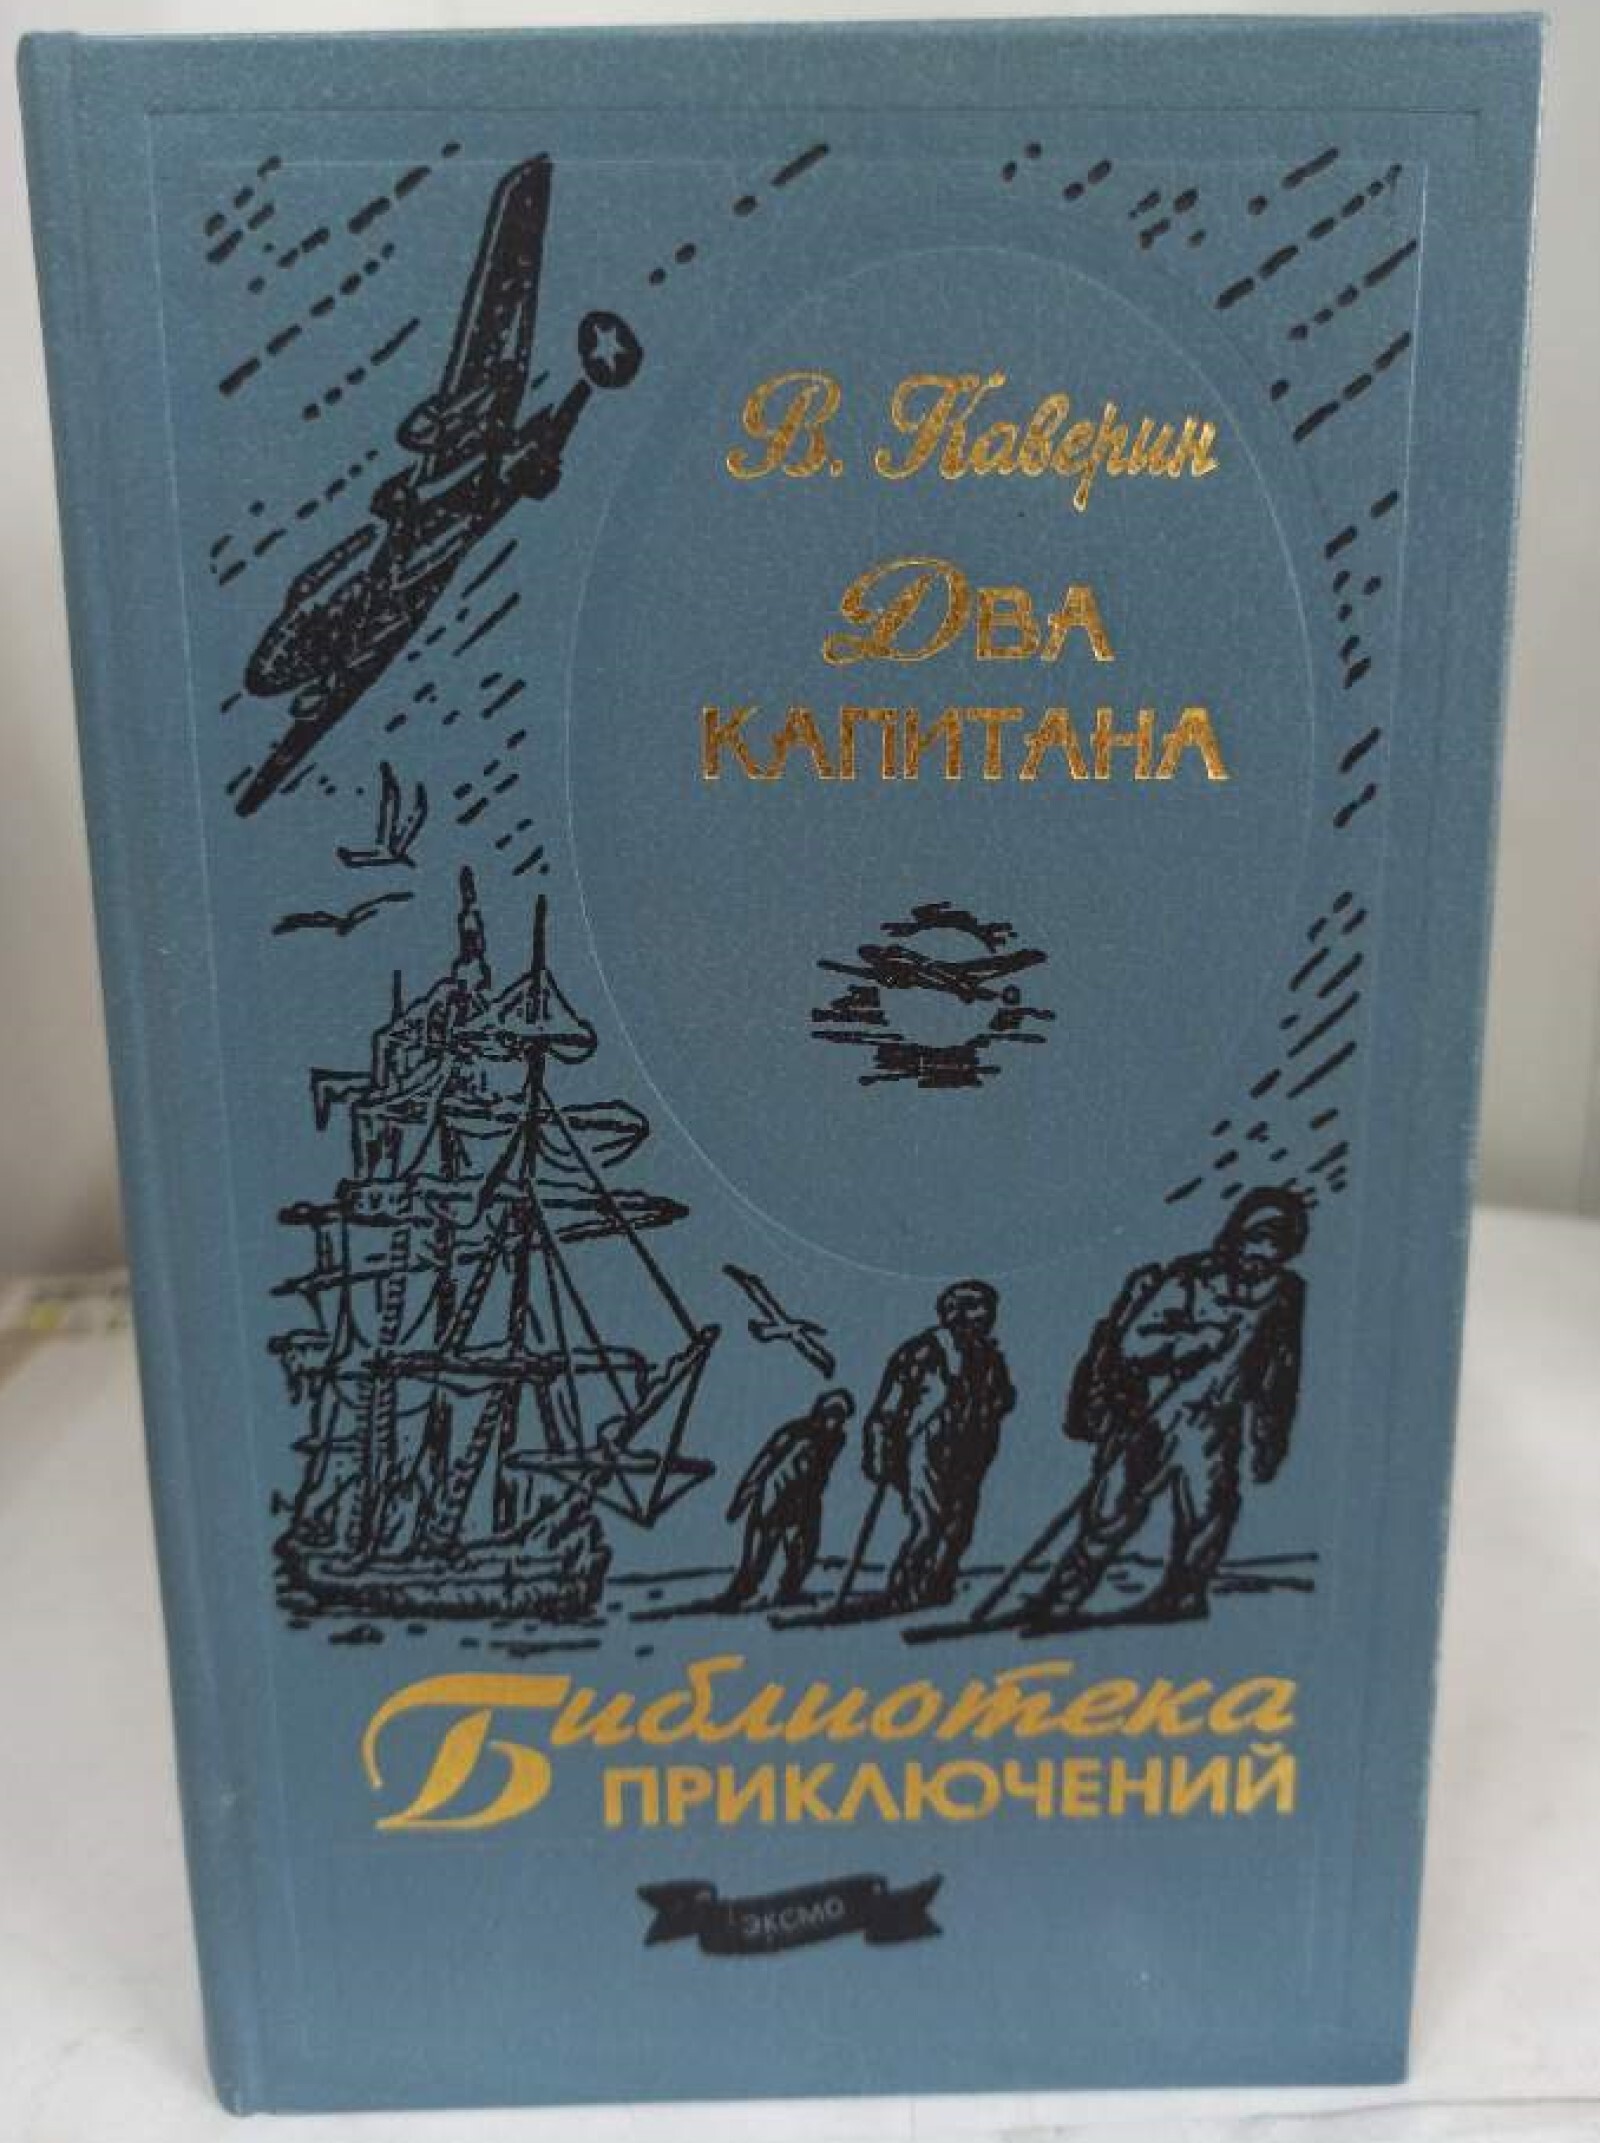 В. Каверин
Два
капитана
Библиотека
приключений
эксмо